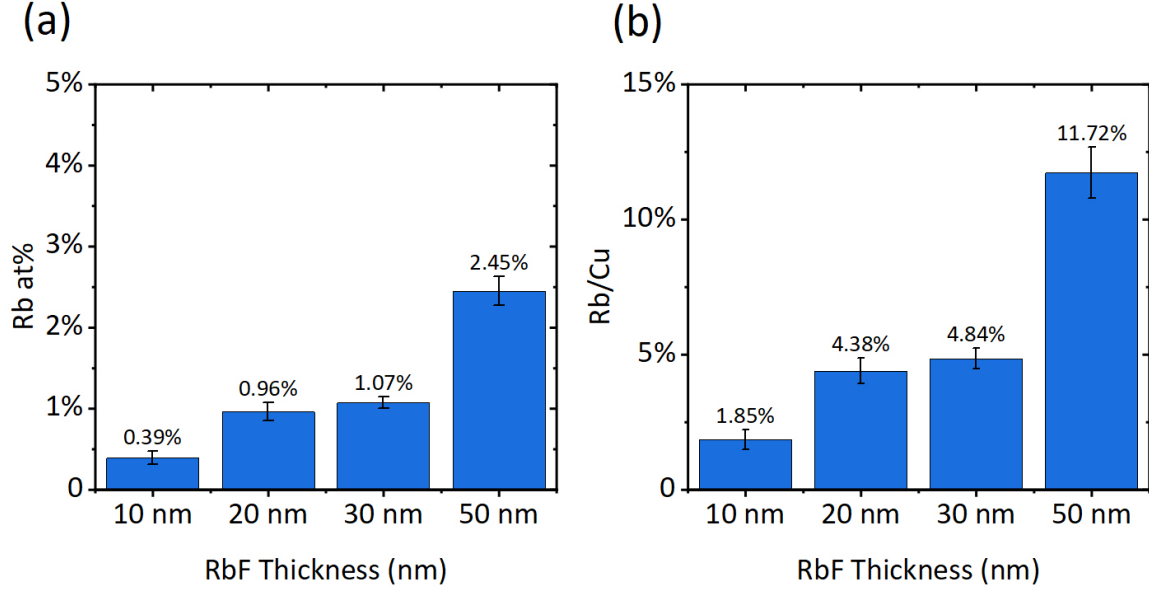 (a)
5%
4%
3%
2%
1%
0
Rb at%
0.39%
0.96%
1.07%
2.45%
10 nm 20 nm 30 nm 50 nm
RbF Thickness (nm)
(b)
15%
10%
5%
0
Rb/Cu
1.85%
4.38%
4.84%
11.72%
10 nm 20 nm 30 nm 50 nm
RbF Thickness (nm)